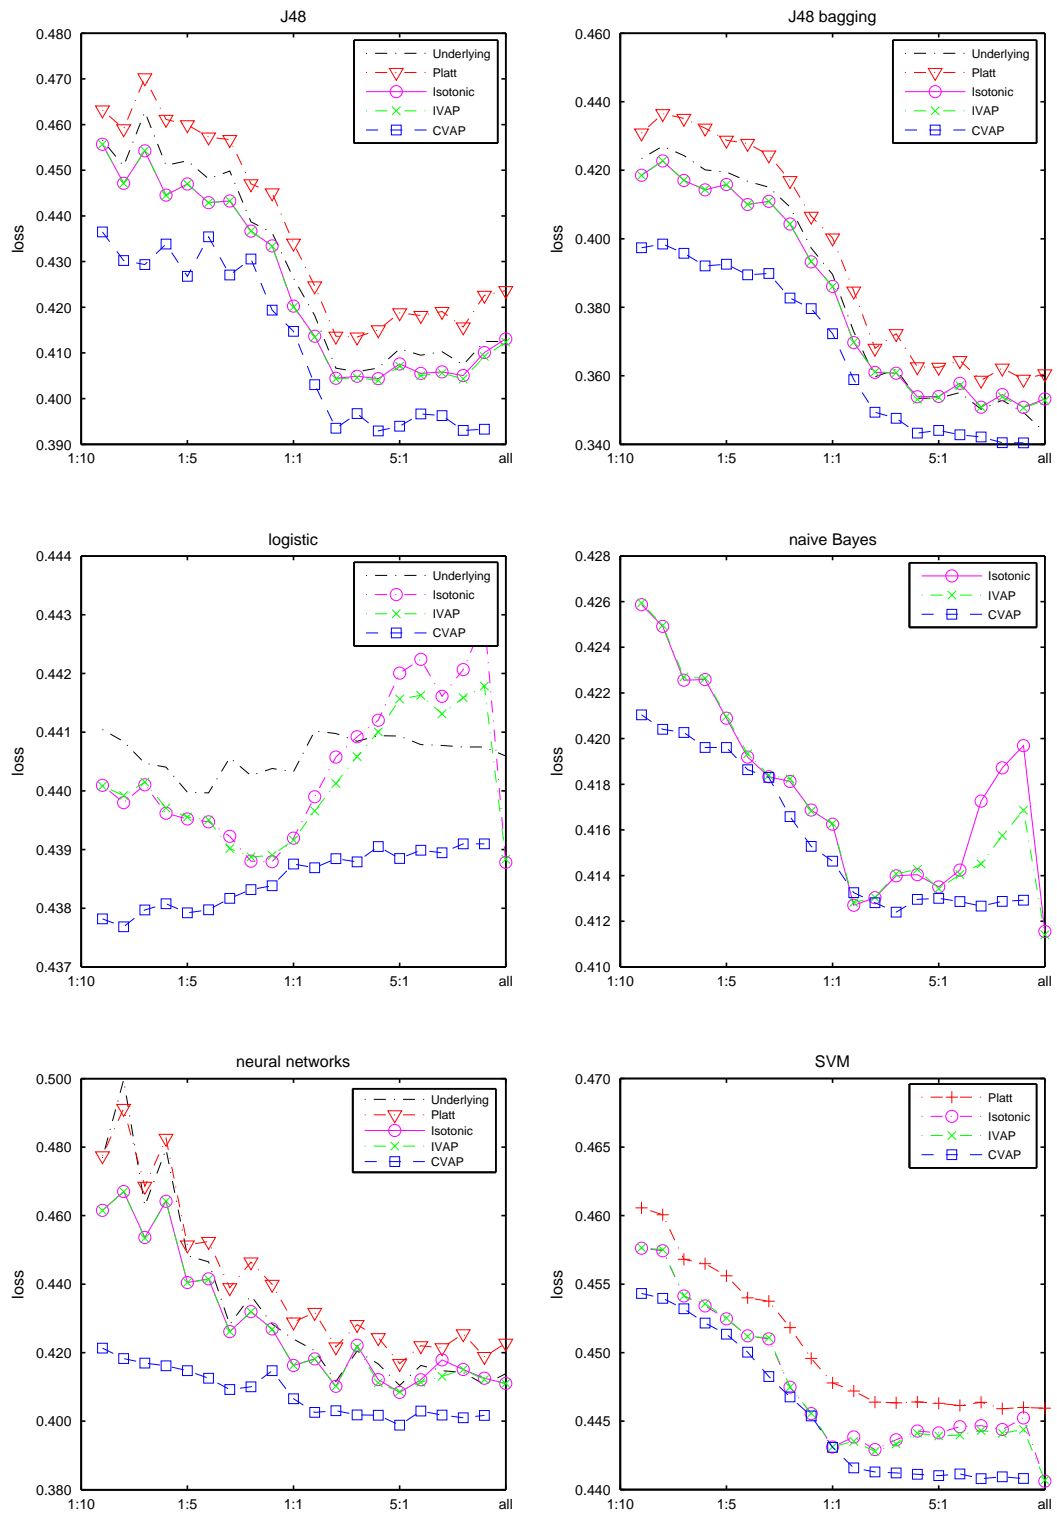 J48
0.480
0.470
0.460
0.450
0.440
0.430
0.420
0.410
0.400
0.390
loss
1:10 1:5 1:1 5:1 all
Underlying
Platt
Isotonic
IVAP
CVAP
J48 bagging
0.460
0.440
0.420
0.400
0.380
0.360
0.340
loss
1:10 1:5 1:1 5:1 all
Underlying
Platt
Isotonic
IVAP
CVAP
logistic
0.444
0.443
0.442
0.441
0.440
0.439
0.438
0.437
loss
1:10 1:5 1:1 5:1 all
Underlying
Isotonic
IVAP
CVAP
naive Bayes
0.428
0.426
0.424
0.422
0.420
0.418
0.416
0.414
0.412
0.410
loss
1:10 1:5 1:1 5:1 all
Isotonic
IVAP
CVAP
neural networks
0.500
0.480
0.460
0.440
0.420
0.400
0.380
loss
1:10 1:5 1:1 5:1 all
Underlying
Platt
Isotonic
IVAP
CVAP
SVM
0.470
0.465
0.460
0.455
0.450
0.445
0.440
loss
1:10 1:5 1:1 5:1 all
Platt
Isotonic
IVAP
CVAP